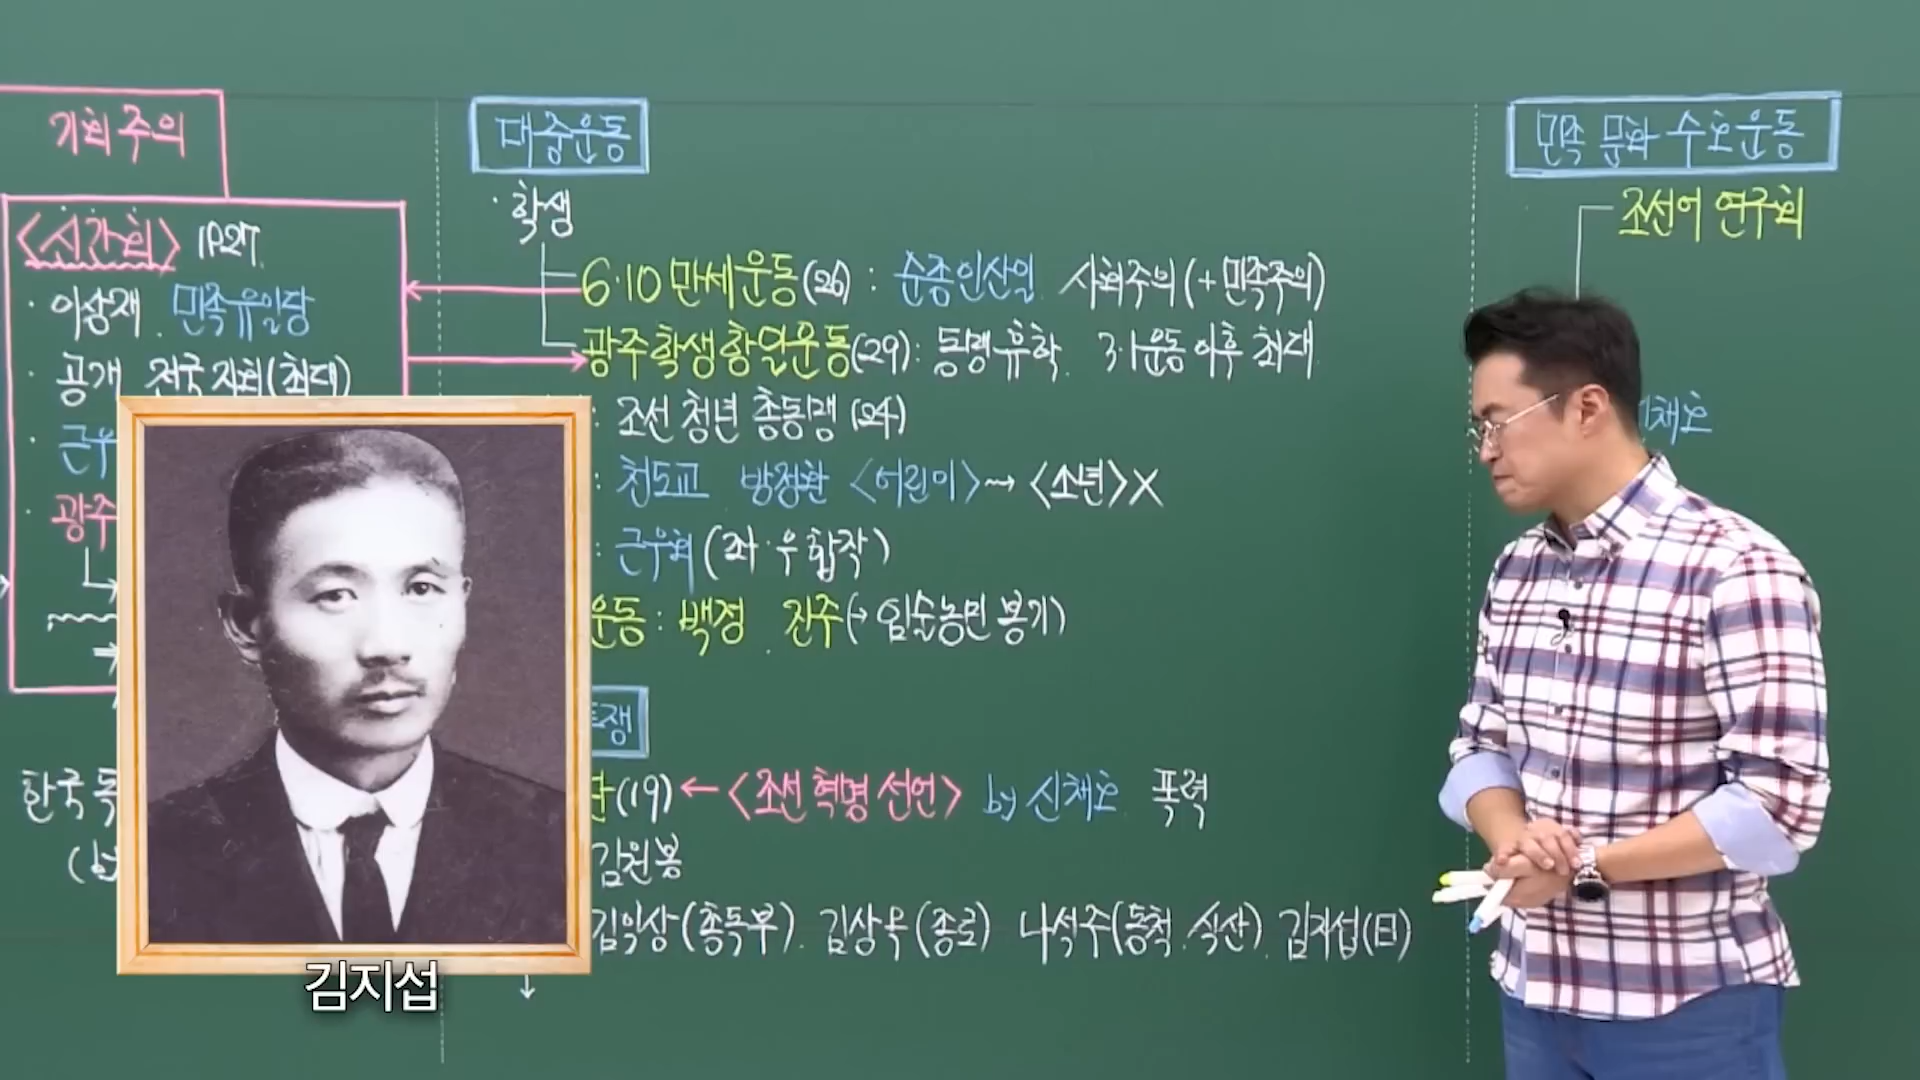 기회주의
<신간회> 1927.
· 이상재. 민족유일당
· 공개 전국 지회(최대)
· 근우
· 광주
한국독
대중운동
· 학생
6·10 만세운동(26) : 순종인산일. 사회주의(+민족주의)
광주학생항일운동(29) : 동맹휴학. 3·1운동 이후 최대
: 조선 청년 총동맹 (24)
: 천도교 방정환 <어린이> → <소년> X
: 근우회 (좌·우 합작)
운동 : 백정. 진주(→임술농민봉기)
투쟁
단(19) ← <조선 혁명 선언> by 신채호. 폭력
김원봉
김익상(총독부). 김상옥(종로) 나석주(동척. 식산). 김지섭(日)
↓
민족 문화 수호운동
조선어 연구회
채호
김지섭